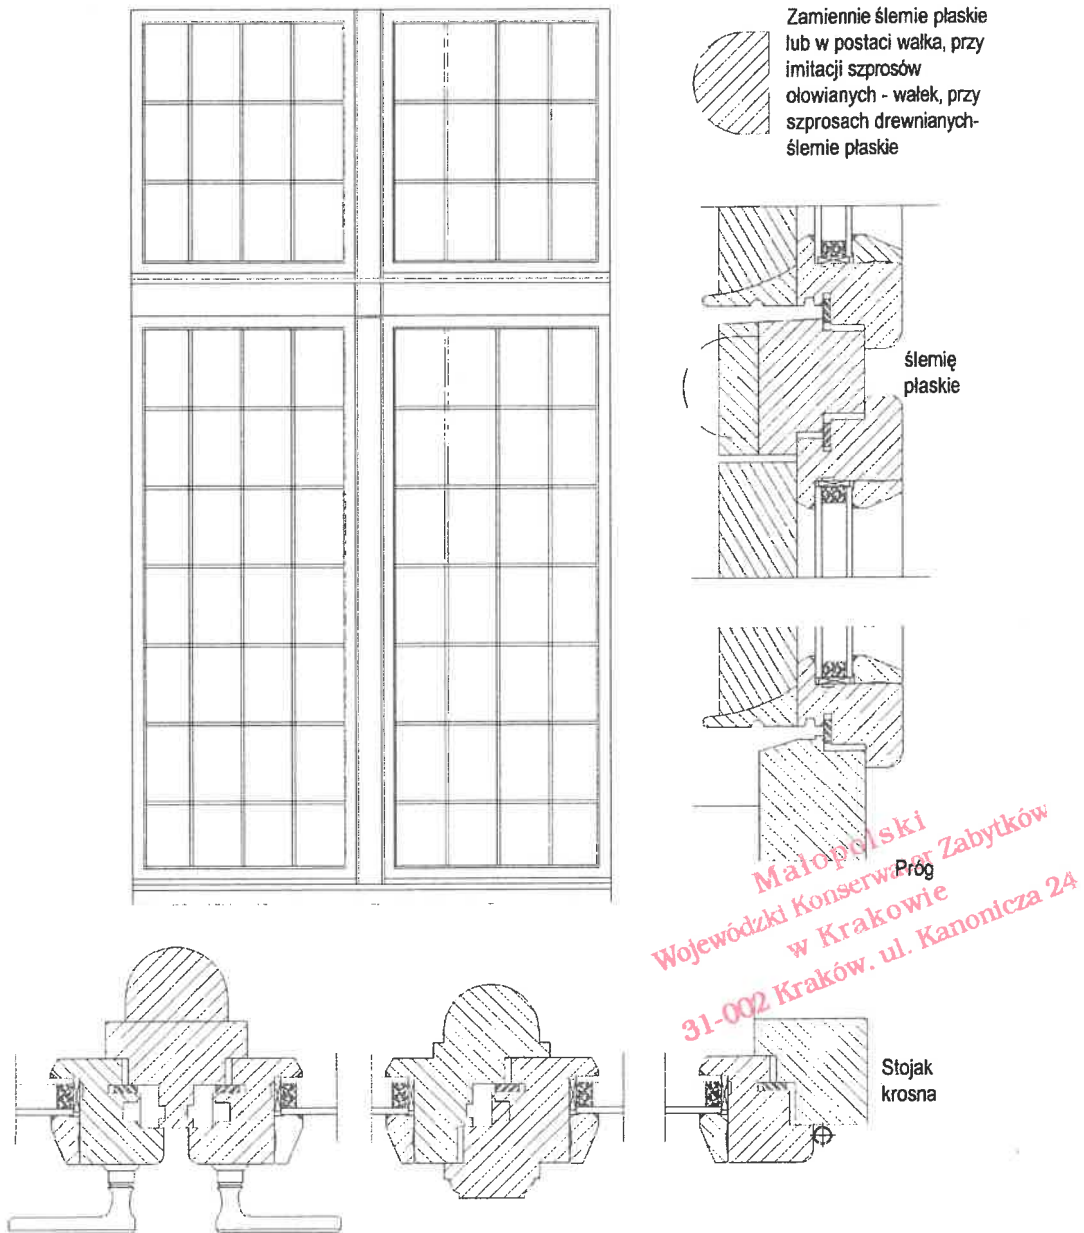 Zamiennie ślemie płaskie
lub w postaci wałka, przy
imitacji szprosów
ołowianych - wałek, przy
szprosach drewnianych-
ślemie płaskie
ślemię
płaskie
Próg
Małopolski
Wojewódzki Konserwator Zabytków
w Krakowie
31-002 Kraków, ul. Kanonicza 24
Stojak
krosna